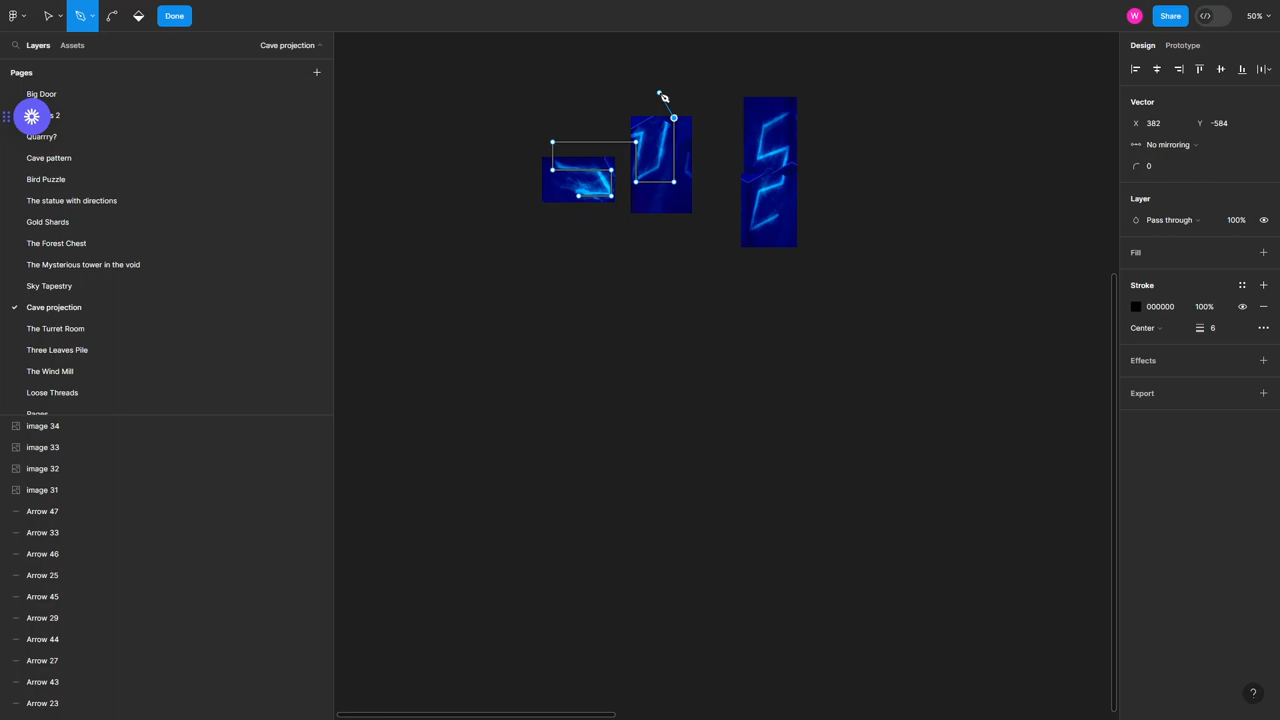 Done
W
Share
50%
Layers
Assets
Cave projection
Design
Prototype
Pages
Big Door
2
Quarrry?
Cave pattern
Bird Puzzle
The statue with directions
Gold Shards
The Forest Chest
The Mysterious tower in the void
Sky Tapestry
Cave projection
The Turret Room
Three Leaves Pile
The Wind Mill
Loose Threads
Pages
image 34
image 33
image 32
image 31
Arrow 47
Arrow 33
Arrow 46
Arrow 25
Arrow 45
Arrow 29
Arrow 44
Arrow 27
Arrow 43
Arrow 23
Vector
X 382 Y -584
No mirroring
0
Layer
Pass through 100%
Fill
Stroke
000000 100%
Center 6
Effects
Export
?